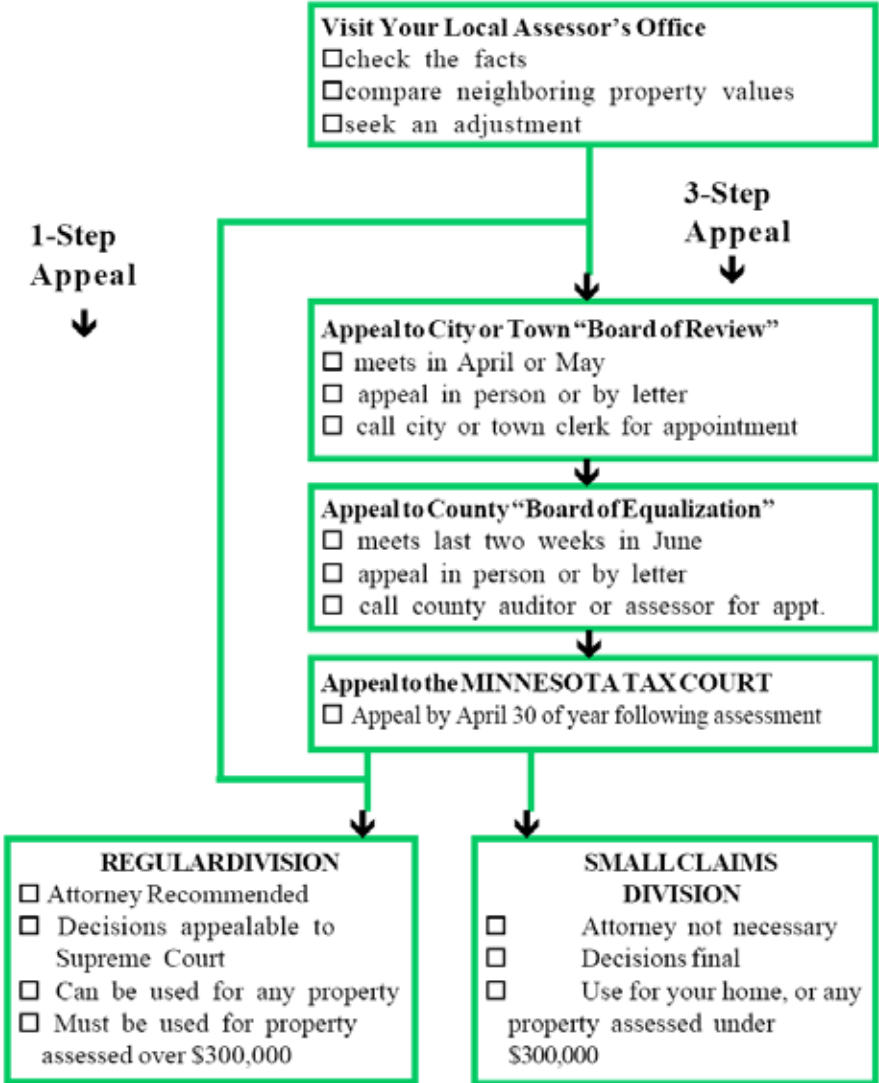 Visit Your Local Assessor's Office
☐check the facts
☐compare neighboring property values
☐seek an adjustment
1-Step
Appeal
3-Step
Appeal
Appeal to City or Town “Board of Review”
☐ meets in April or May
☐ appeal in person or by letter
☐ call city or town clerk for appointment
Appeal to County “Board of Equalization”
☐ meets last two weeks in June
☐ appeal in person or by letter
☐ call county auditor or assessor for appt.
Appeal to the MINNESOTA TAX COURT
☐ Appeal by April 30 of year following assessment
REGULAR DIVISION
☐ Attorney Recommended
☐ Decisions appealable to
Supreme Court
☐ Can be used for any property
☐ Must be used for property
assessed over $300,000
SMALL CLAIMS
DIVISION
☐ Attorney not necessary
☐ Decisions final
☐ Use for your home, or any
property assessed under
$300,000